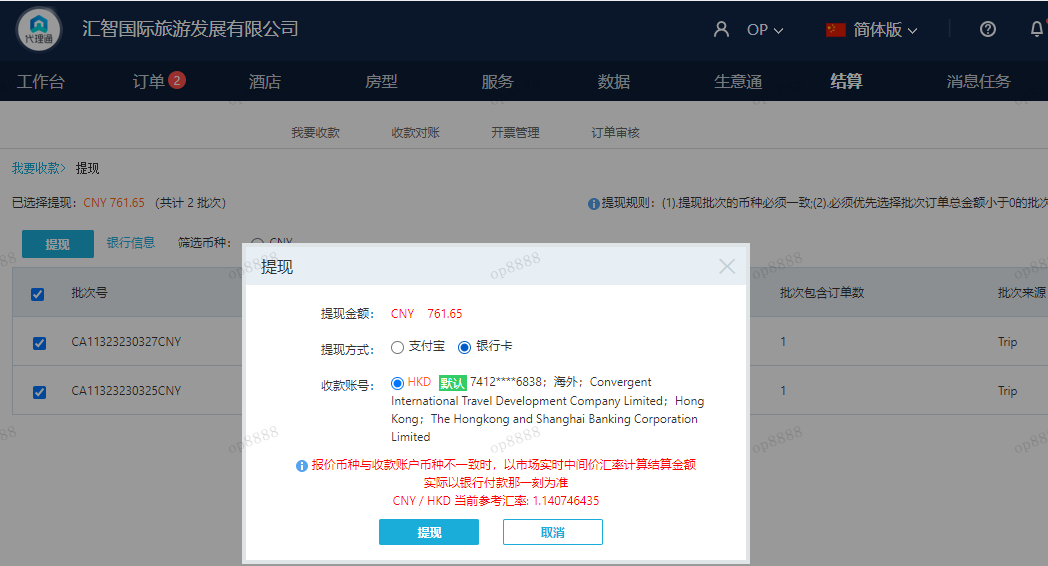 代理通
汇智国际旅游发展有限公司
OP
简体版
工作台
订单 2
酒店
房型
服务
数据
生意通
结算
消息任务
我要收款
收款对账
开票管理
订单审核
我要收款> 提现
已选择提现：CNY 761.65 （共计 2 批次）
提现规则：(1).提现批次的币种必须一致;(2).必须优先选择批次订单总金额小于0的批次
提现
银行信息
筛选币种：
CNY
批次号
批次包含订单数
批次来源
CA11323230327CNY
1
Trip
CA11323230325CNY
1
Trip
提现
提现金额： CNY 761.65
提现方式： 支付宝 银行卡
收款账号： HKD 默认 7412****6838；海外；Convergent
International Travel Development Company Limited；Hong
Kong；The Hongkong and Shanghai Banking Corporation
Limited
报价币种与收款账户币种不一致时，以市场实时中间价汇率计算结算金额
实际以银行付款那一刻为准
CNY / HKD 当前参考汇率: 1.140746435
提现
取消
op8888
op8888
op8888
op8888
op8888
op8888